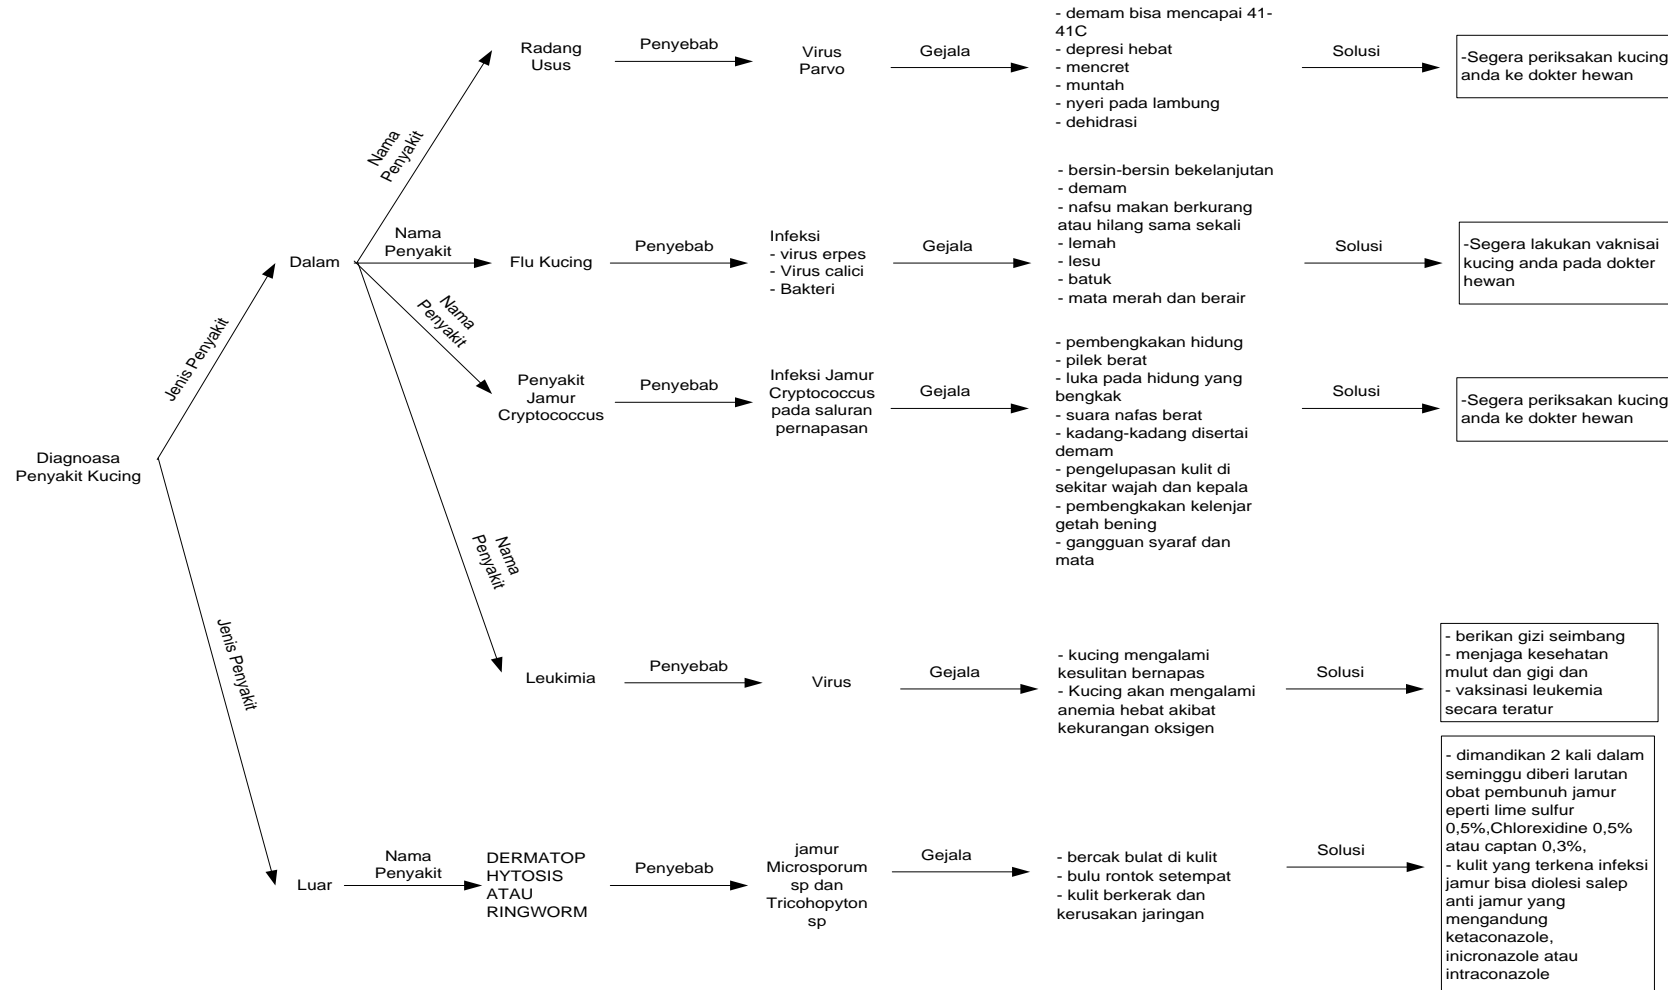 Diagnoasa
Penyakit Kucing
Jenis Penyakit
Dalam
Nama
Penyakit
Radang
Usus
Penyebab
Virus
Parvo
Gejala
- demam bisa mencapai 41-
41C
- depresi hebat
- mencret
- muntah
- nyeri pada lambung
- dehidrasi
Solusi
-Segera periksakan kucing
anda ke dokter hewan
Nama
Penyakit
Flu Kucing
Penyebab
Infeksi
- virus erpes
- Virus calici
- Bakteri
Gejala
- bersin-bersin bekelanjutan
- demam
- nafsu makan berkurang
atau hilang sama sekali
- lemah
- lesu
- batuk
- mata merah dan berair
Solusi
-Segera lakukan vaknisai
kucing anda pada dokter
hewan
Nama
Penyakit
Penyakit
Jamur
Cryptococcus
Penyebab
Infeksi Jamur
Cryptococcus
pada saluran
pernapasan
Gejala
- pembengkakan hidung
- pilek berat
- luka pada hidung yang
bengkak
- suara nafas berat
- kadang-kadang disertai
demam
- pengelupasan kulit di
sekitar wajah dan kepala
- pembengkakan kelenjar
getah bening
- gangguan syaraf dan
mata
Solusi
-Segera periksakan kucing
anda ke dokter hewan
Nama
Penyakit
Leukimia
Penyebab
Virus
Gejala
- kucing mengalami
kesulitan bernapas
- Kucing akan mengalami
anemia hebat akibat
kekurangan oksigen
Solusi
- berikan gizi seimbang
- menjaga kesehatan
mulut dan gigi dan
- vaksinasi leukemia
secara teratur
Jenis Penyakit
Luar
Nama
Penyakit
DERMATOP
HYTOSIS
ATAU
RINGWORM
Penyebab
jamur
Microsporum
sp dan
Tricohopyton
sp
Gejala
- bercak bulat di kulit
- bulu rontok setempat
- kulit berkerak dan
kerusakan jaringan
Solusi
- dimandikan 2 kali dalam
seminggu diberi larutan
obat pembunuh jamur
eperti lime sulfur
0,5%,Chlorexidine 0,5%
atau captan 0,3%,
- kulit yang terkena infeksi
jamur bisa diolesi salep
anti jamur yang
mengandung
ketaconazole,
inicronazole atau
intraconazole